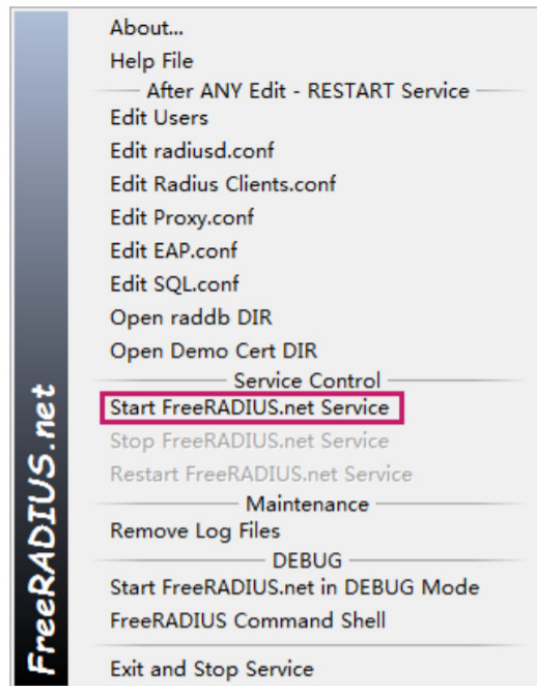 About...
Help File
After ANY Edit - RESTART Service
Edit Users
Edit radiusd.conf
Edit Radius Clients.conf
Edit Proxy.conf
Edit EAP.conf
Edit SQL.conf
Open raddb DIR
Open Demo Cert DIR
Service Control
Start FreeRADIUS.net Service
Stop FreeRADIUS.net Service
Restart FreeRADIUS.net Service
Maintenance
Remove Log Files
DEBUG
Start FreeRADIUS.net in DEBUG Mode
FreeRADIUS Command Shell
Exit and Stop Service
FreeRADIUS.net